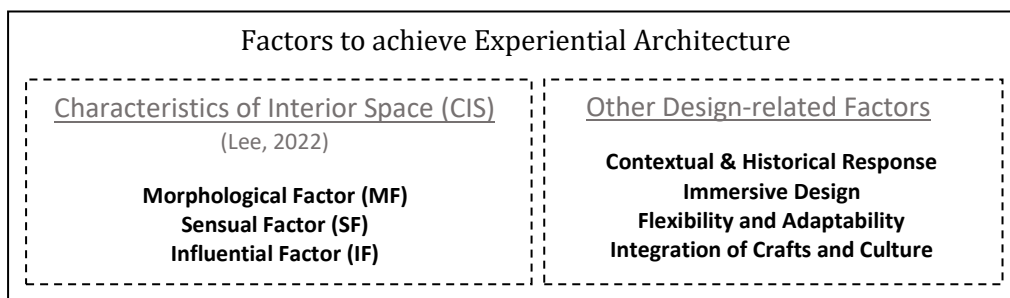 Factors to achieve Experiential Architecture
Characteristics of Interior Space (CIS)
(Lee, 2022)
Morphological Factor (MF)
Sensual Factor (SF)
Influential Factor (IF)
Other Design-related Factors
Contextual & Historical Response
Immersive Design
Flexibility and Adaptability
Integration of Crafts and Culture